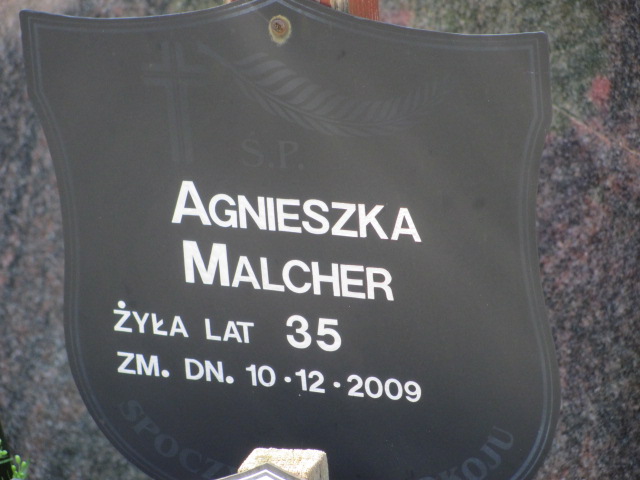 Ś.P.
AGNIESZKA
MALCHER
ŻYŁA LAT 35
ZM. DN. 10·12·2009